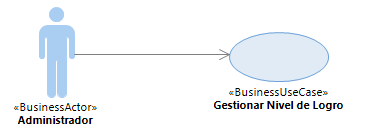 «BusinessActor»
Administrador
«BusinessUseCase»
Gestionar Nivel de Logro